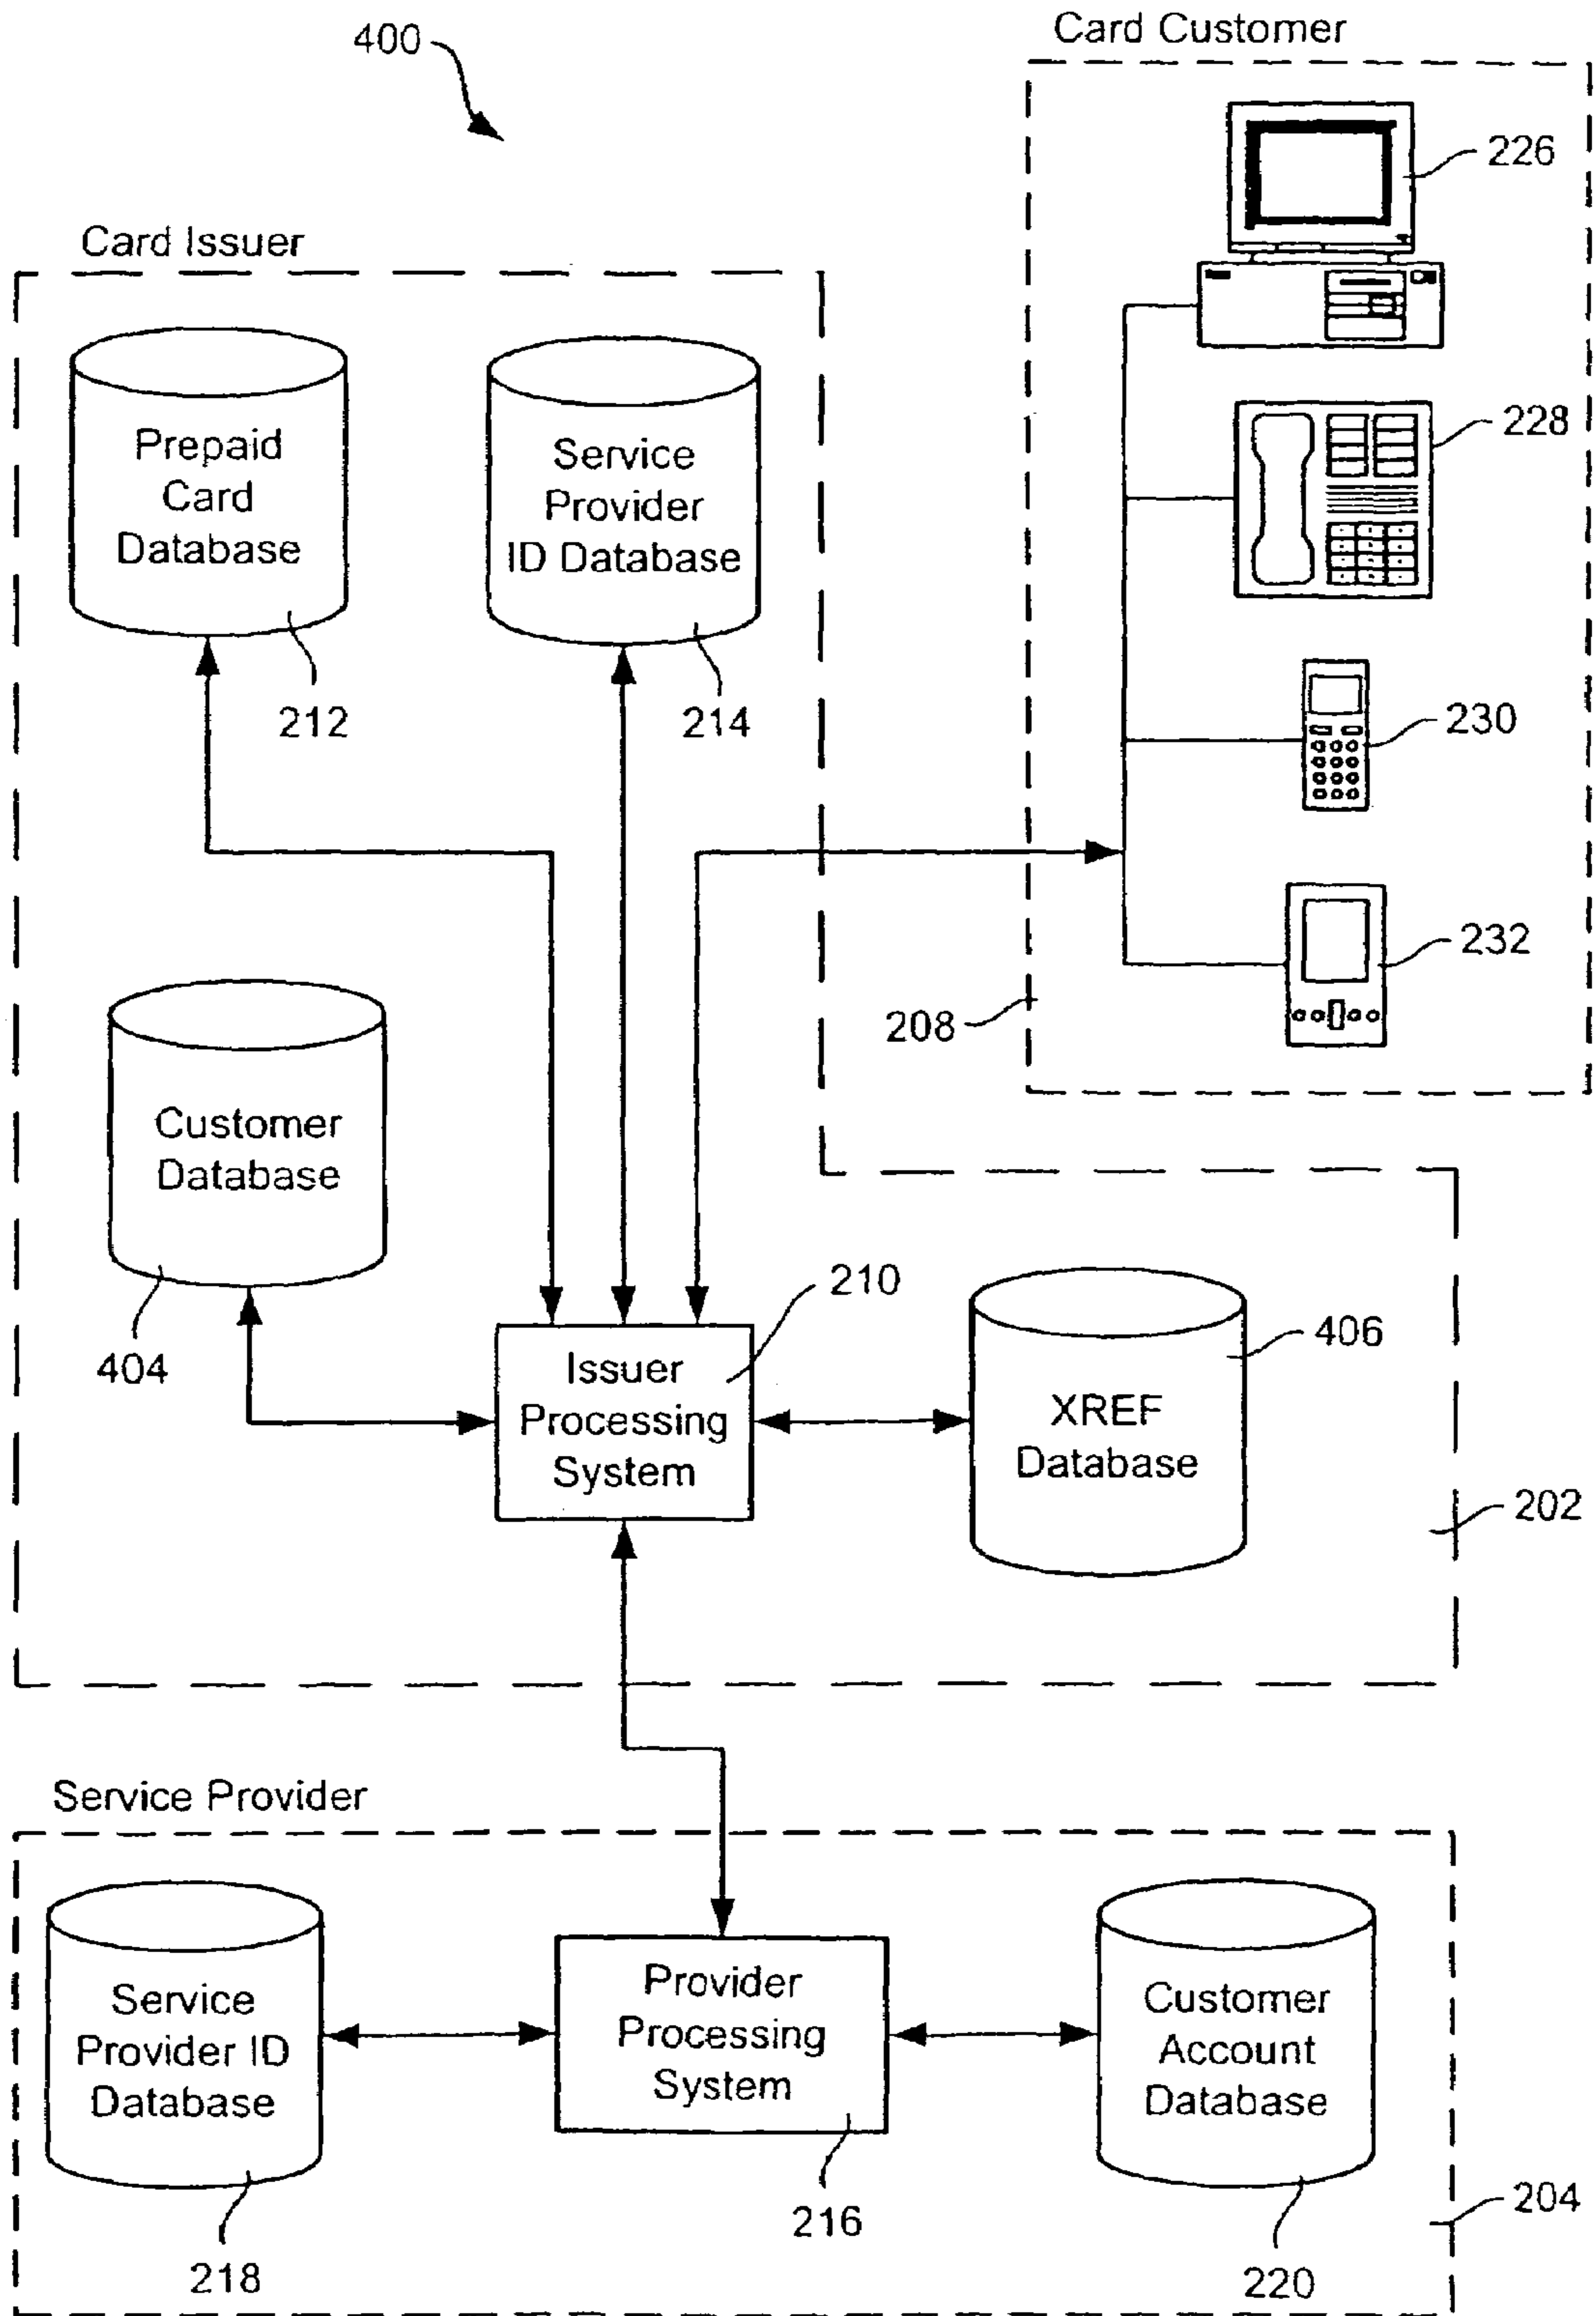 400
Card Customer
226
228
230
232
208
Card Issuer
Prepaid
Card
Database
212
Service
Provider
ID Database
214
Customer
Database
404
Issuer
Processing
System
210
XREF
Database
406
202
Service Provider
Service
Provider ID
Database
218
Provider
Processing
System
216
Customer
Account
Database
220
204